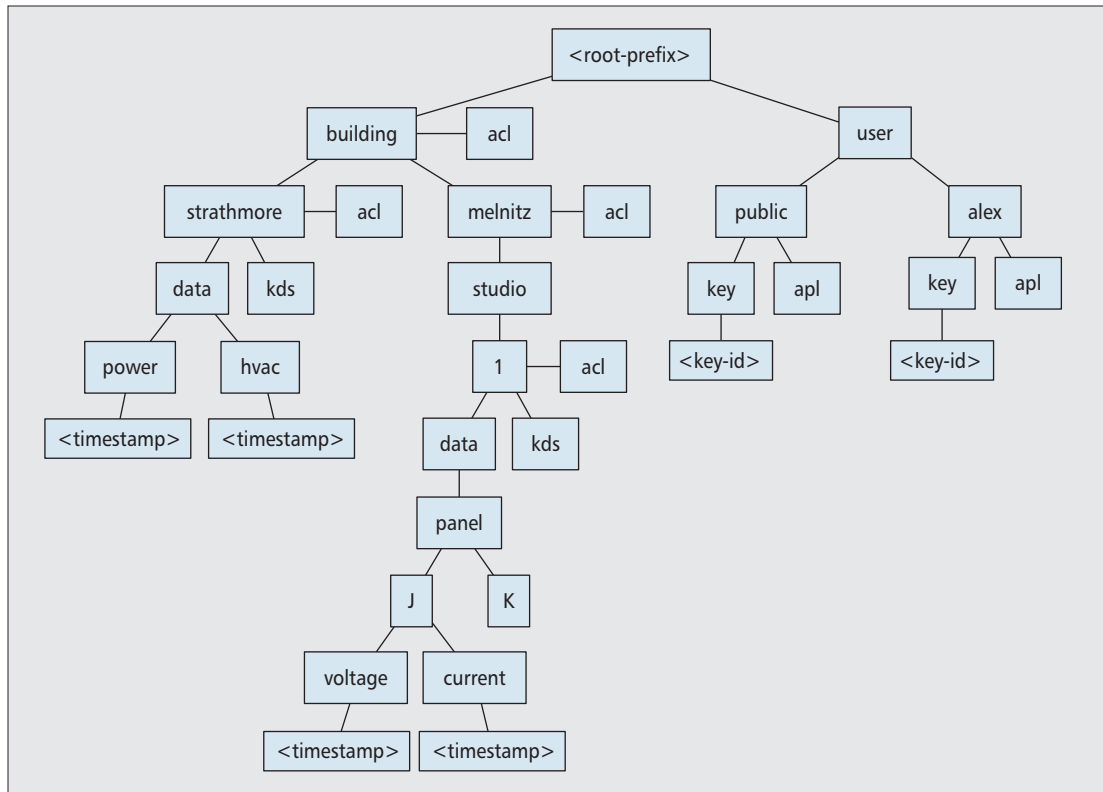 <root-prefix>
building
acl
user
strathmore
acl
melnitz
acl
public
alex
data
kds
studio
key
apl
key
apl
power
hvac
1
acl
<key-id>
<key-id>
<timestamp>
<timestamp>
data
kds
panel
J
K
voltage
current
<timestamp>
<timestamp>